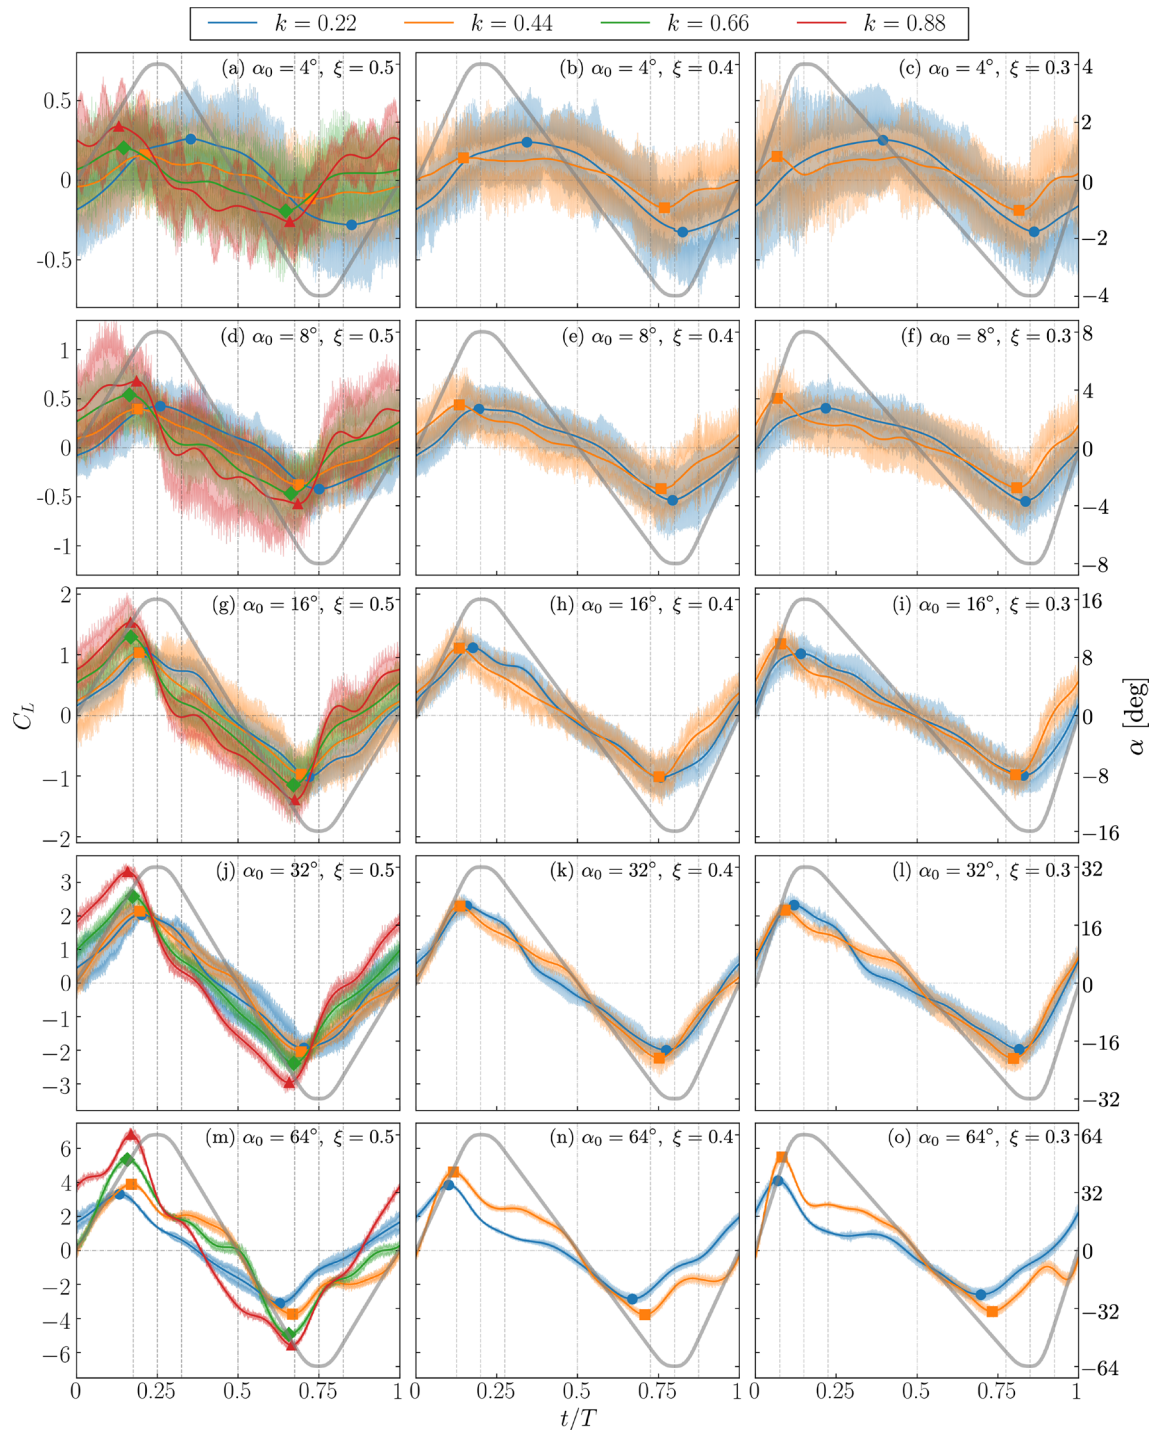 k = 0.22 k = 0.44 k = 0.66 k = 0.88
(a) α₀ = 4°, ξ = 0.5
(b) α₀ = 4°, ξ = 0.4
(c) α₀ = 4°, ξ = 0.3
0.5
0
-0.5
4
2
0
−2
−4
(d) α₀ = 8°, ξ = 0.5
(e) α₀ = 8°, ξ = 0.4
(f) α₀ = 8°, ξ = 0.3
1
0.5
0
-0.5
-1
8
4
0
−4
−8
(g) α₀ = 16°, ξ = 0.5
(h) α₀ = 16°, ξ = 0.4
(i) α₀ = 16°, ξ = 0.3
2
1
0
−1
−2
C_L
16
8
0
−8
−16
α [deg]
(j) α₀ = 32°, ξ = 0.5
(k) α₀ = 32°, ξ = 0.4
(l) α₀ = 32°, ξ = 0.3
3
2
1
0
−1
−2
−3
32
16
0
−16
−32
(m) α₀ = 64°, ξ = 0.5
(n) α₀ = 64°, ξ = 0.4
(o) α₀ = 64°, ξ = 0.3
6
4
2
0
−2
−4
−6
64
32
0
−32
−64
0 0.25 0.5 0.75 1 0.25 0.5 0.75 0 0.25 0.5 0.75 1
t/T